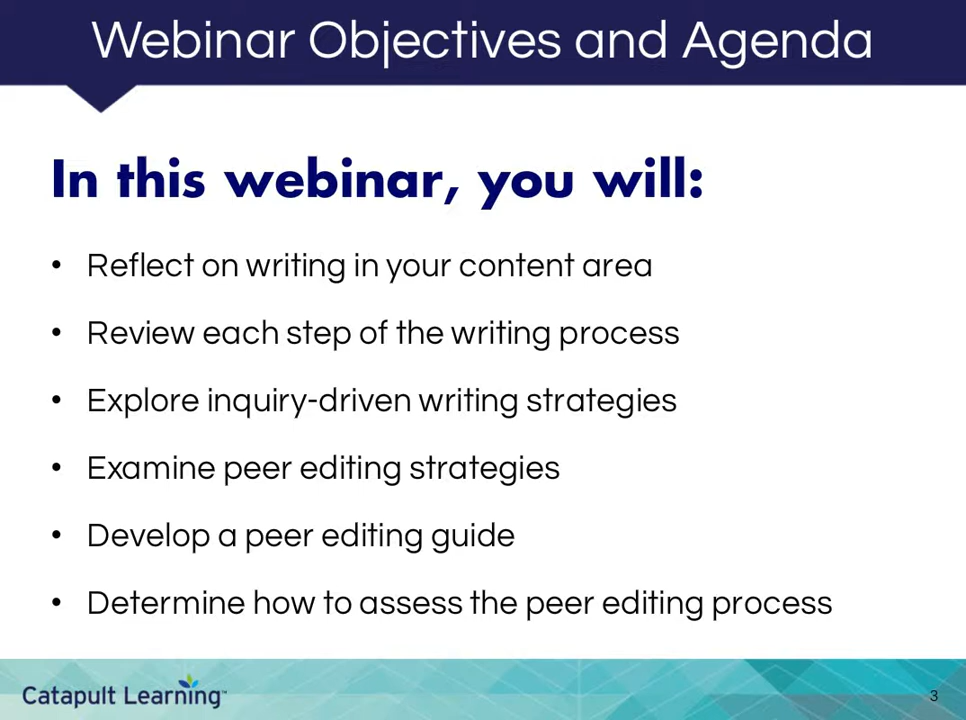 Webinar Objectives and Agenda
In this webinar, you will:
• Reflect on writing in your content area
• Review each step of the writing process
• Explore inquiry-driven writing strategies
• Examine peer editing strategies
• Develop a peer editing guide
• Determine how to assess the peer editing process
Catapult Learning™
3